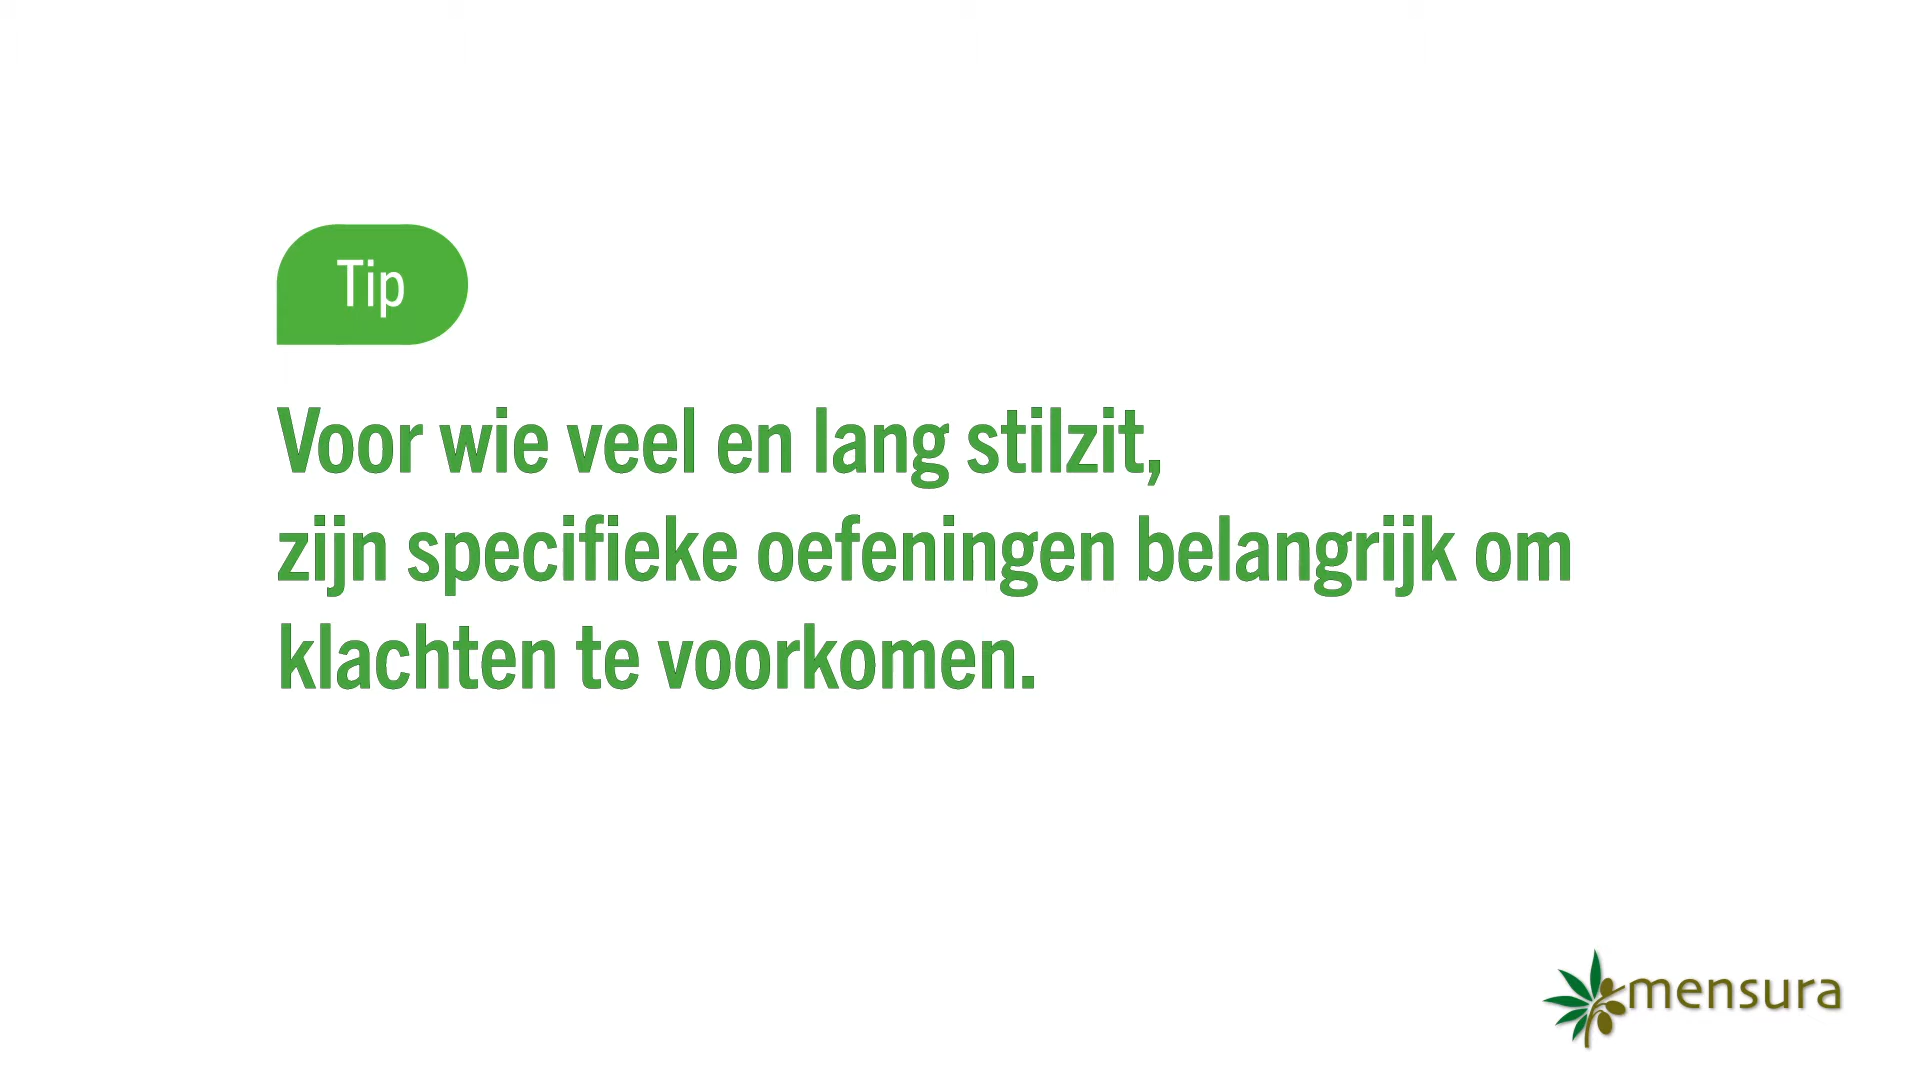 Tip
Voor wie veel en lang stilzit,
zijn specifieke oefeningen belangrijk om
klachten te voorkomen.
mensura